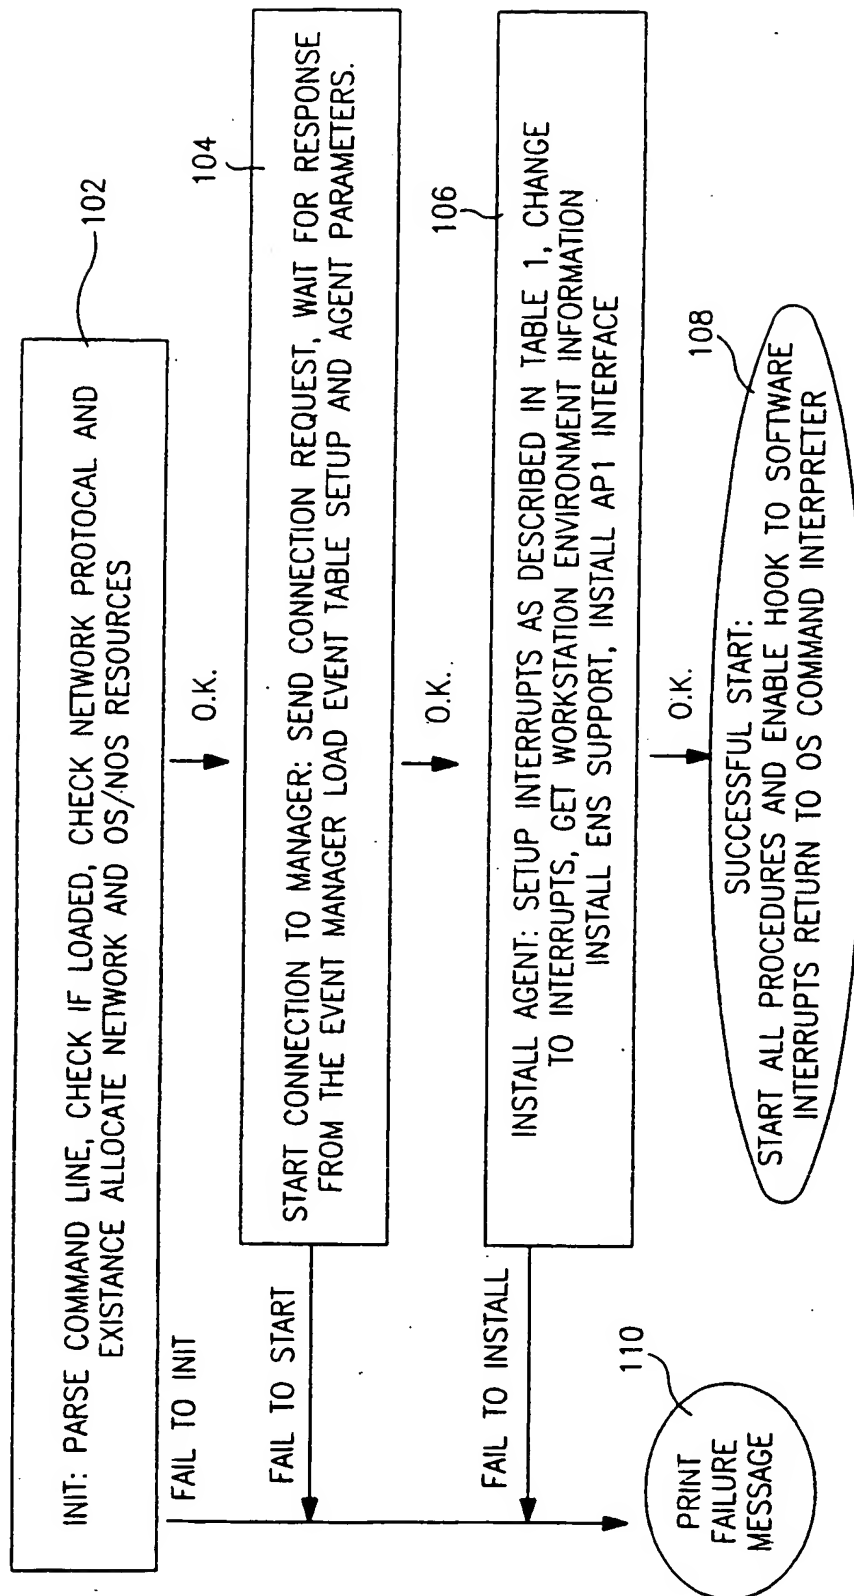 102
INIT: PARSE COMMAND LINE, CHECK IF LOADED, CHECK NETWORK PROTOCAL AND
EXISTANCE ALLOCATE NETWORK AND OS/NOS RESOURCES
FAIL TO INIT
O.K.
104
START CONNECTION TO MANAGER: SEND CONNECTION REQUEST, WAIT FOR RESPONSE
FROM THE EVENT MANAGER LOAD EVENT TABLE SETUP AND AGENT PARAMETERS.
FAIL TO START
O.K.
106
INSTALL AGENT: SETUP INTERRUPTS AS DESCRIBED IN TABLE 1, CHANGE
TO INTERRUPTS, GET WORKSTATION ENVIRONMENT INFORMATION
INSTALL ENS SUPPORT, INSTALL AP1 INTERFACE
FAIL TO INSTALL
O.K.
108
SUCCESSFUL START:
START ALL PROCEDURES AND ENABLE HOOK TO SOFTWARE
INTERRUPTS RETURN TO OS COMMAND INTERPRETER
110
PRINT
FAILURE
MESSAGE